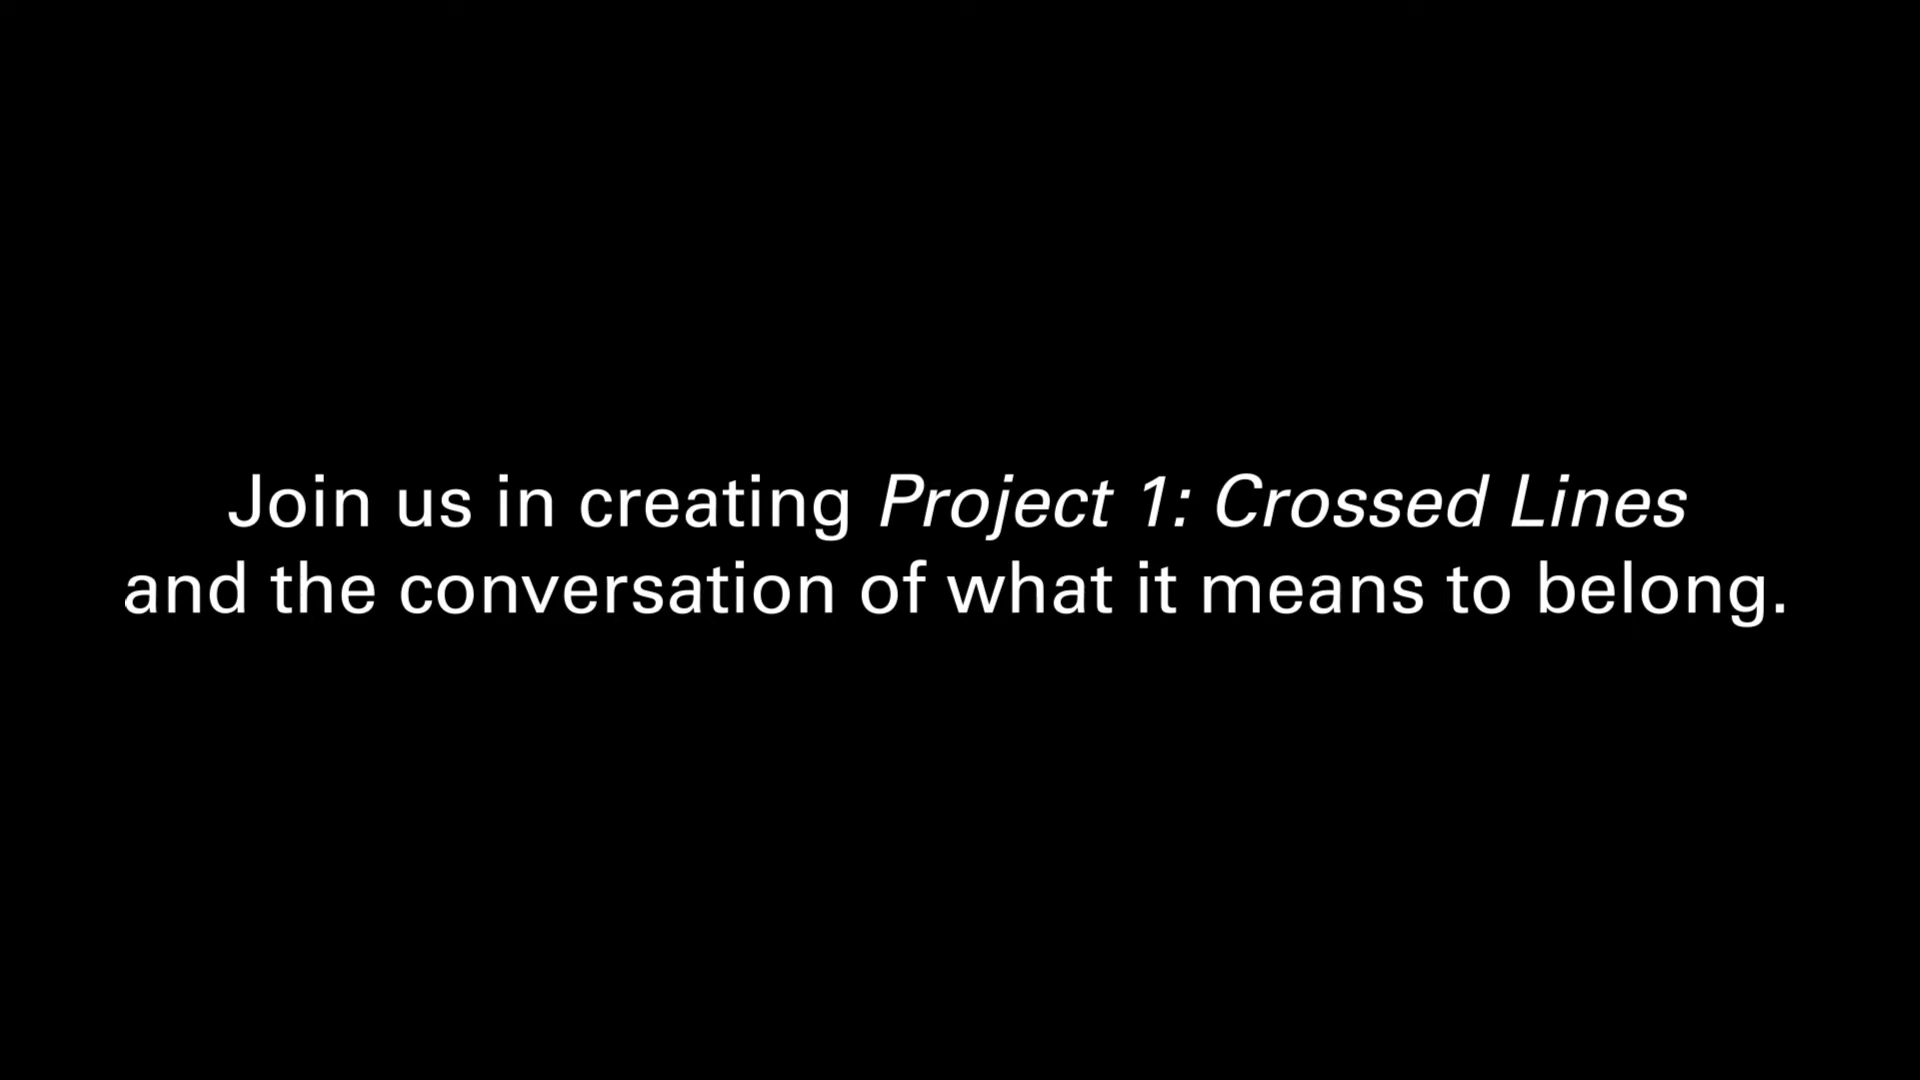 Join us in creating Project 1: Crossed Lines
and the conversation of what it means to belong.